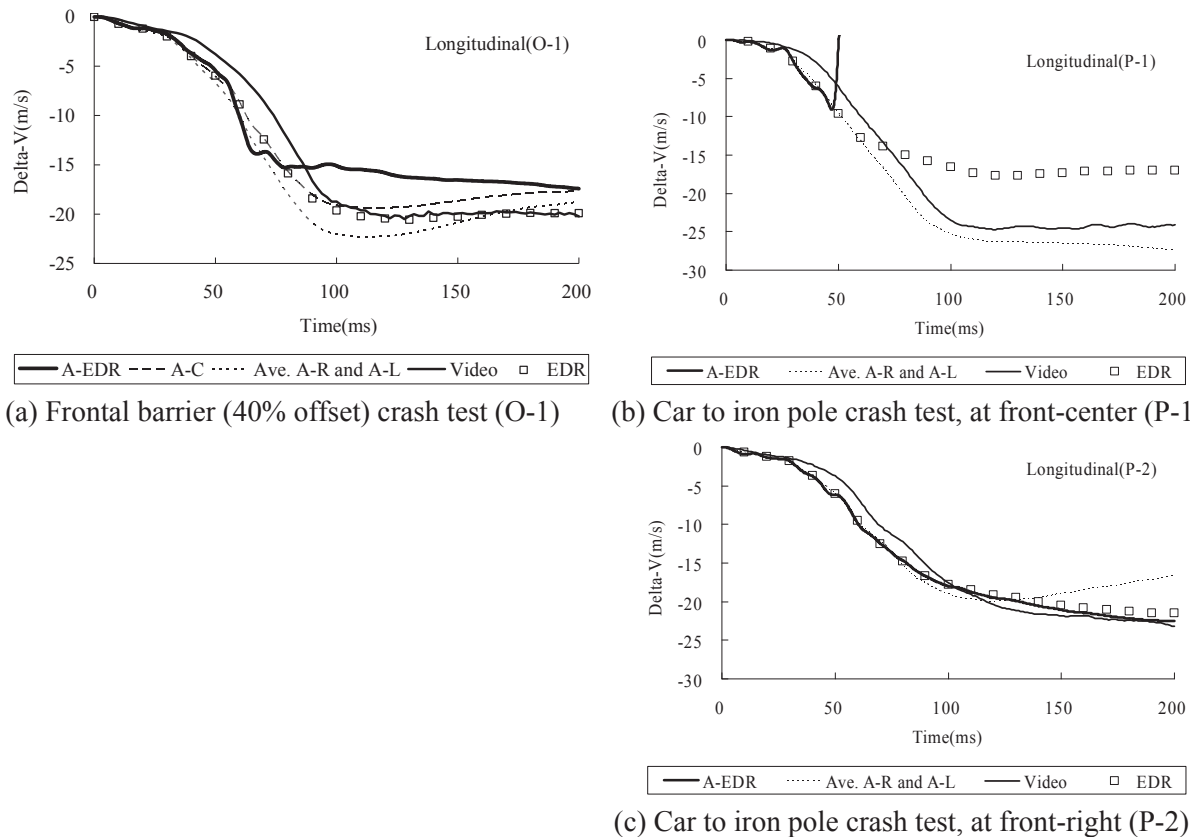 0
-5
-10
-15
-20
-25
Delta-V(m/s)
Longitudinal(O-1)
0 50 100 150 200
Time(ms)
A-EDR A-C Ave. A-R and A-L Video EDR
(a) Frontal barrier (40% offset) crash test (O-1)
0
-5
-10
-15
-20
-25
-30
Delta-V(m/s)
Longitudinal(P-1)
0 50 100 150 200
Time(ms)
A-EDR Ave. A-R and A-L Video EDR
(b) Car to iron pole crash test, at front-center (P-1
0
-5
-10
-15
-20
-25
-30
Delta-V(m/s)
Longitudinal(P-2)
0 50 100 150 200
Time(ms)
A-EDR Ave. A-R and A-L Video EDR
(c) Car to iron pole crash test, at front-right (P-2)